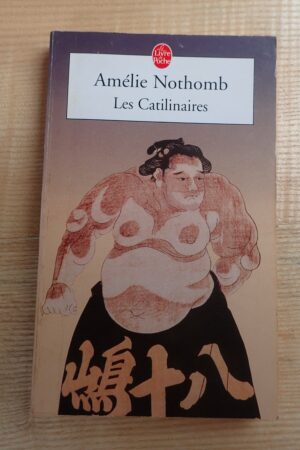 Le Livre
de Poche
Amélie Nothomb
Les Catilinaires
嶋十八